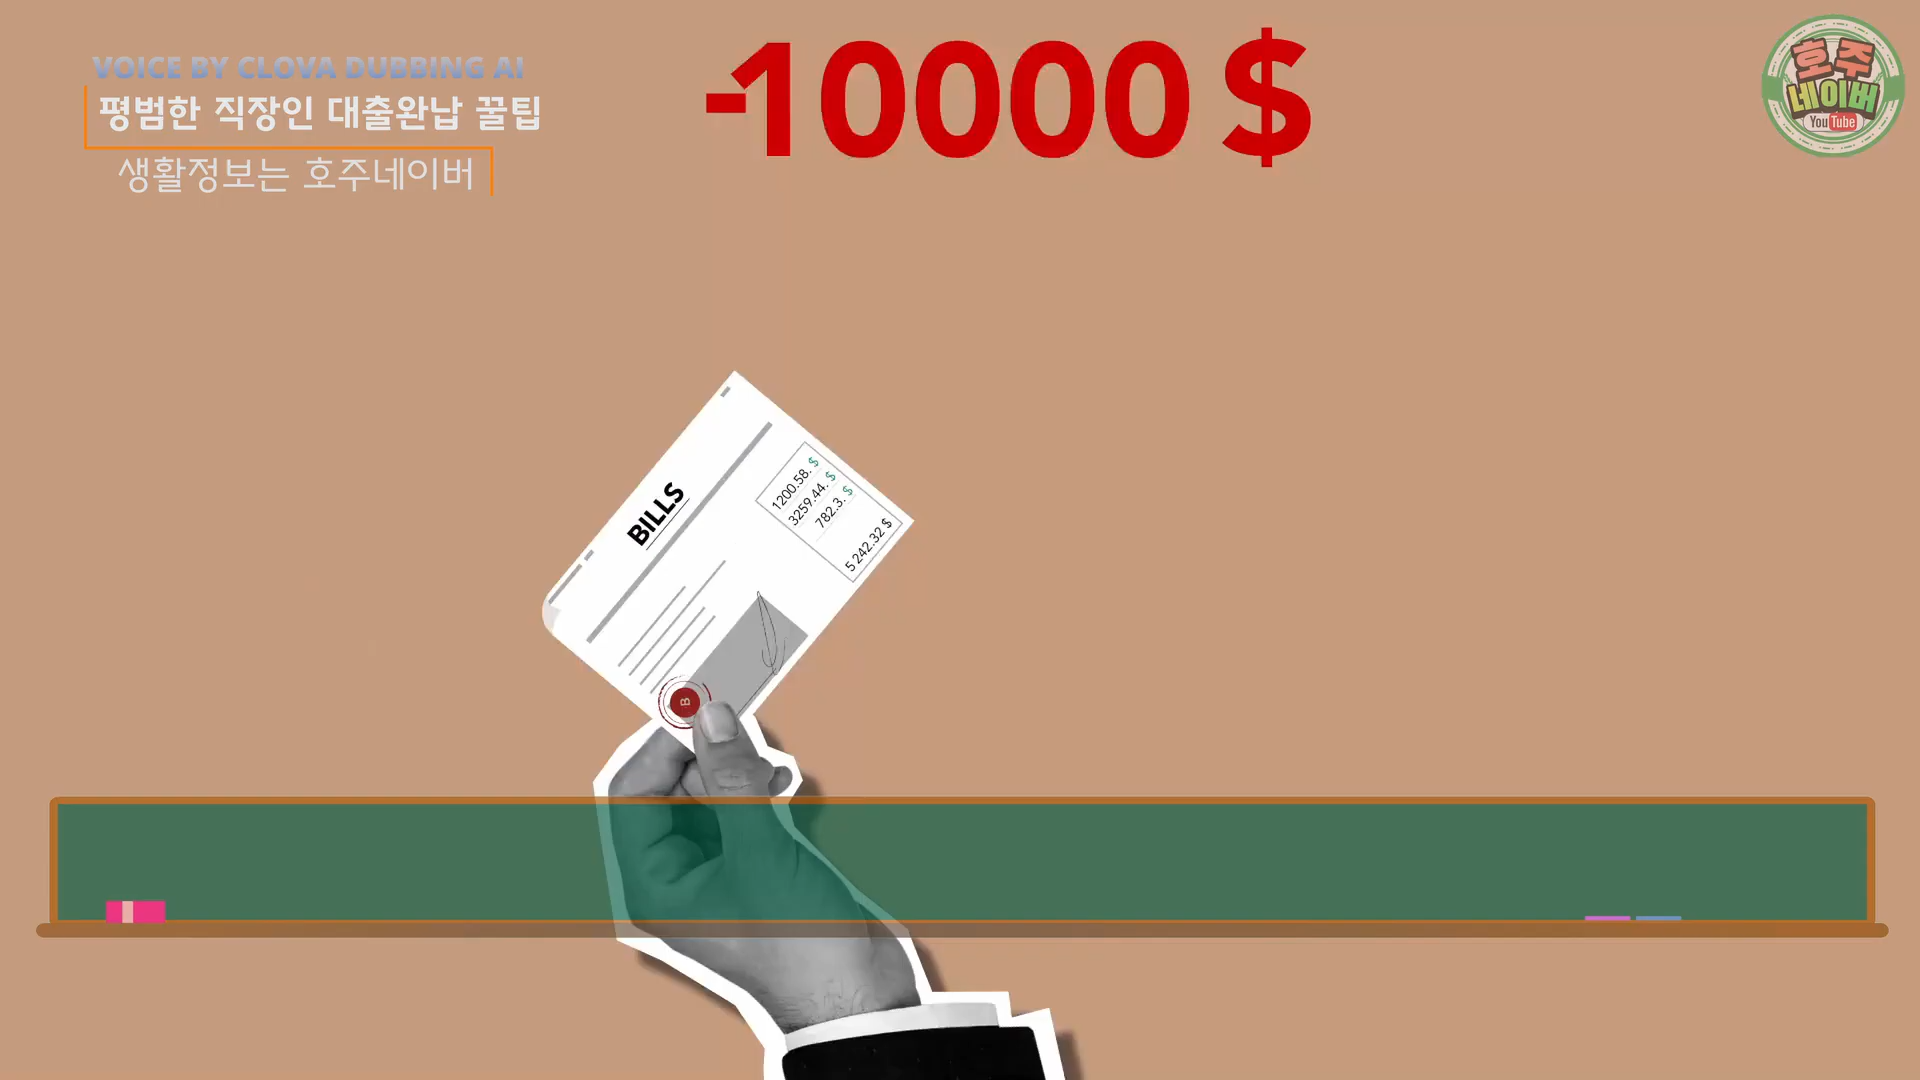 VOICE BY CLOVA DUBBING AI
평범한 직장인 대출완납 꿀팁
생활정보는 호주네이버
-10000 $
호주
네이버
YouTube
BILLS
1200.58. $
3259.44. $
782.3. $
5 242.32 $
B